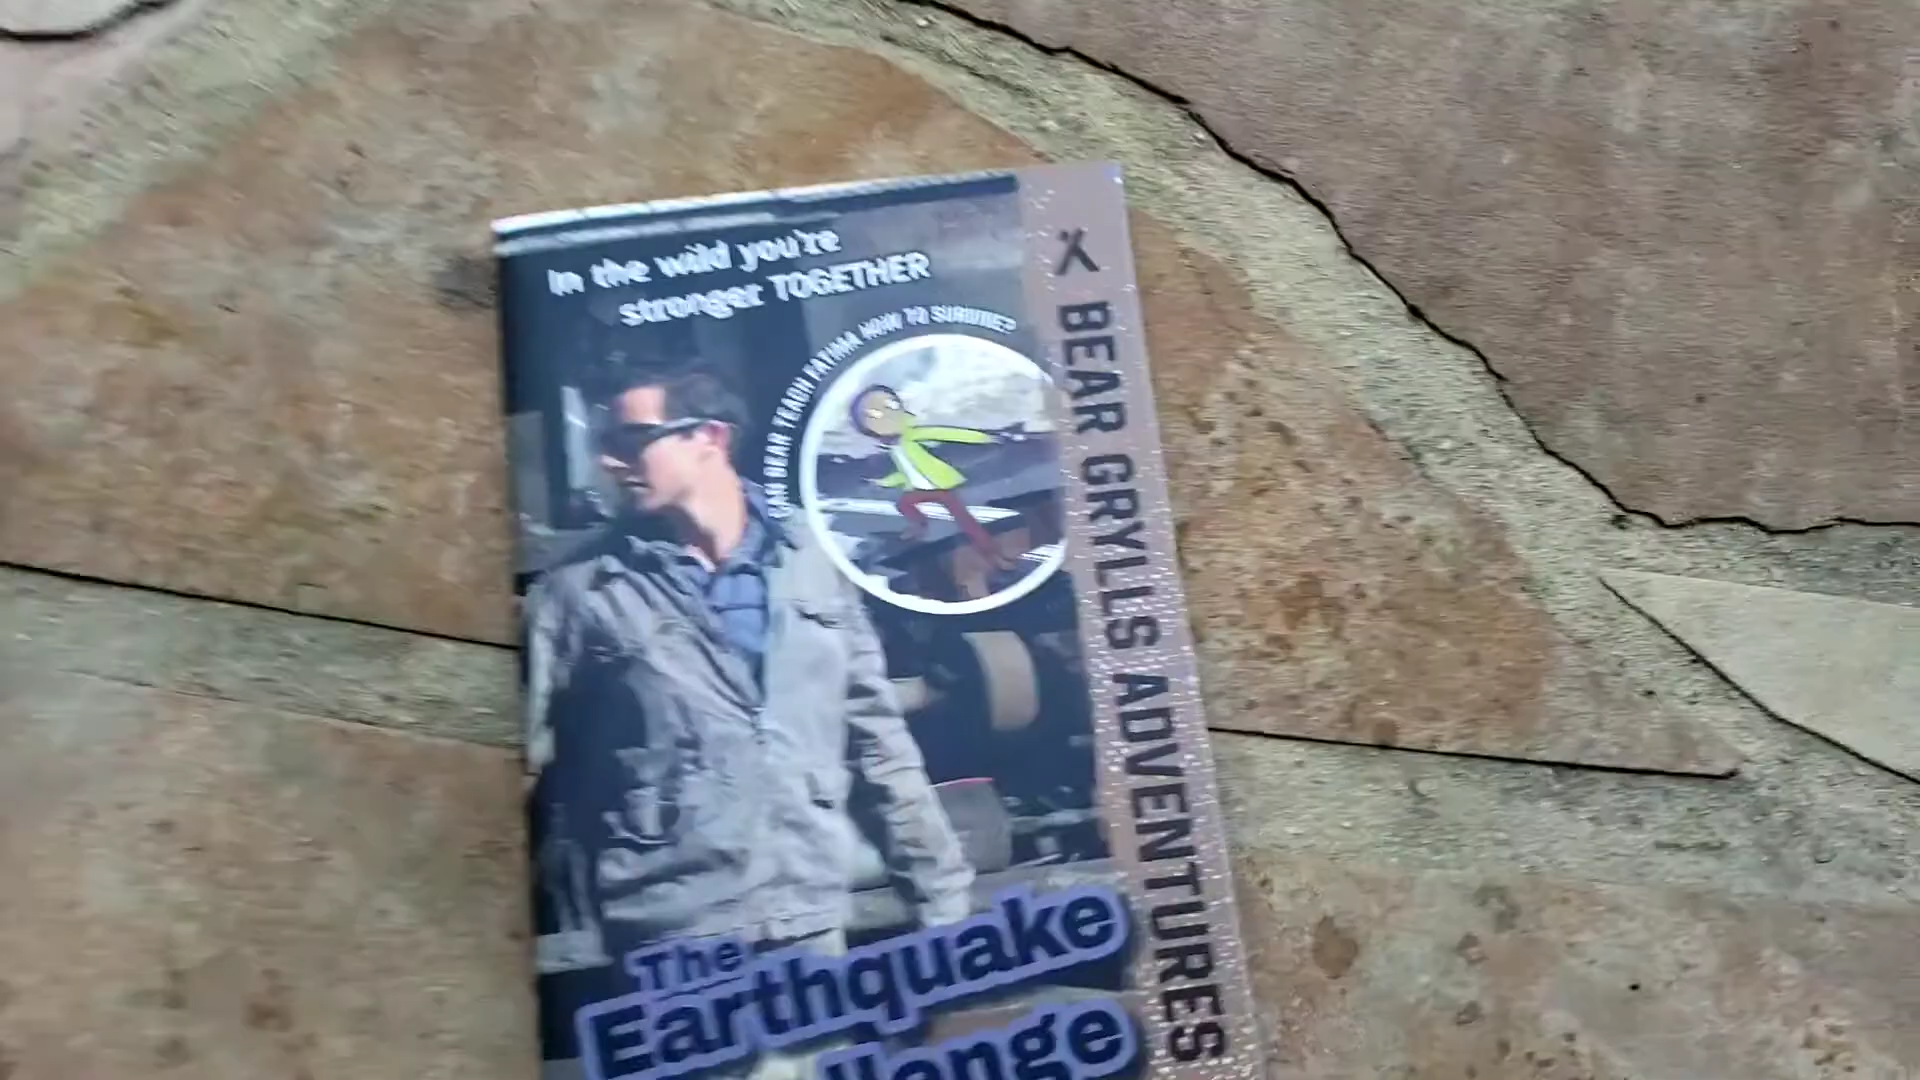 In the wild you're
stronger TOGETHER
CAN BEAR TEACH FATIMA HOW TO SURVIVE?
BEAR GRYLLS ADVENTURES
The
Earthquake